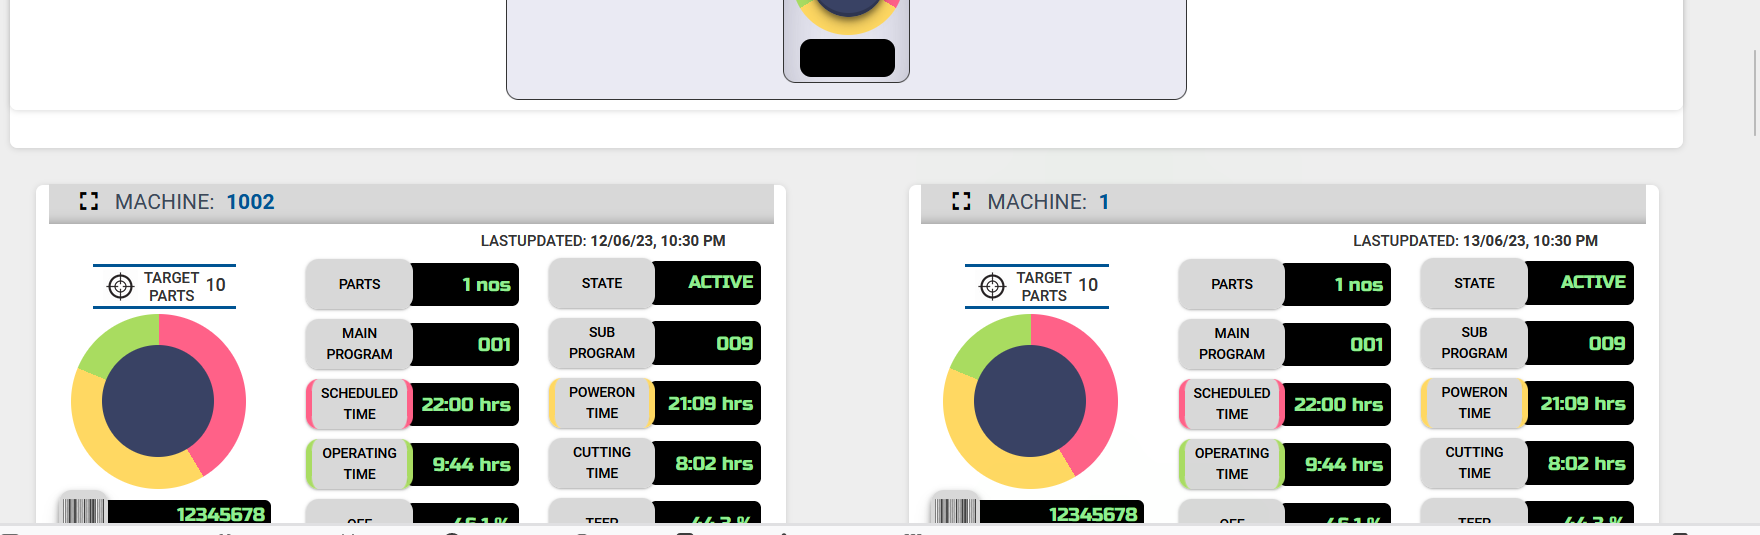 MACHINE: 1002
LASTUPDATED: 12/06/23, 10:30 PM
TARGET
PARTS 10
PARTS 1 nos
STATE ACTIVE
MAIN
PROGRAM 001
SUB
PROGRAM 009
SCHEDULED
TIME 22:00 hrs
POWERON
TIME 21:09 hrs
OPERATING
TIME 9:44 hrs
CUTTING
TIME 8:02 hrs
12345678
MACHINE: 1
LASTUPDATED: 13/06/23, 10:30 PM
TARGET
PARTS 10
PARTS 1 nos
STATE ACTIVE
MAIN
PROGRAM 001
SUB
PROGRAM 009
SCHEDULED
TIME 22:00 hrs
POWERON
TIME 21:09 hrs
OPERATING
TIME 9:44 hrs
CUTTING
TIME 8:02 hrs
12345678